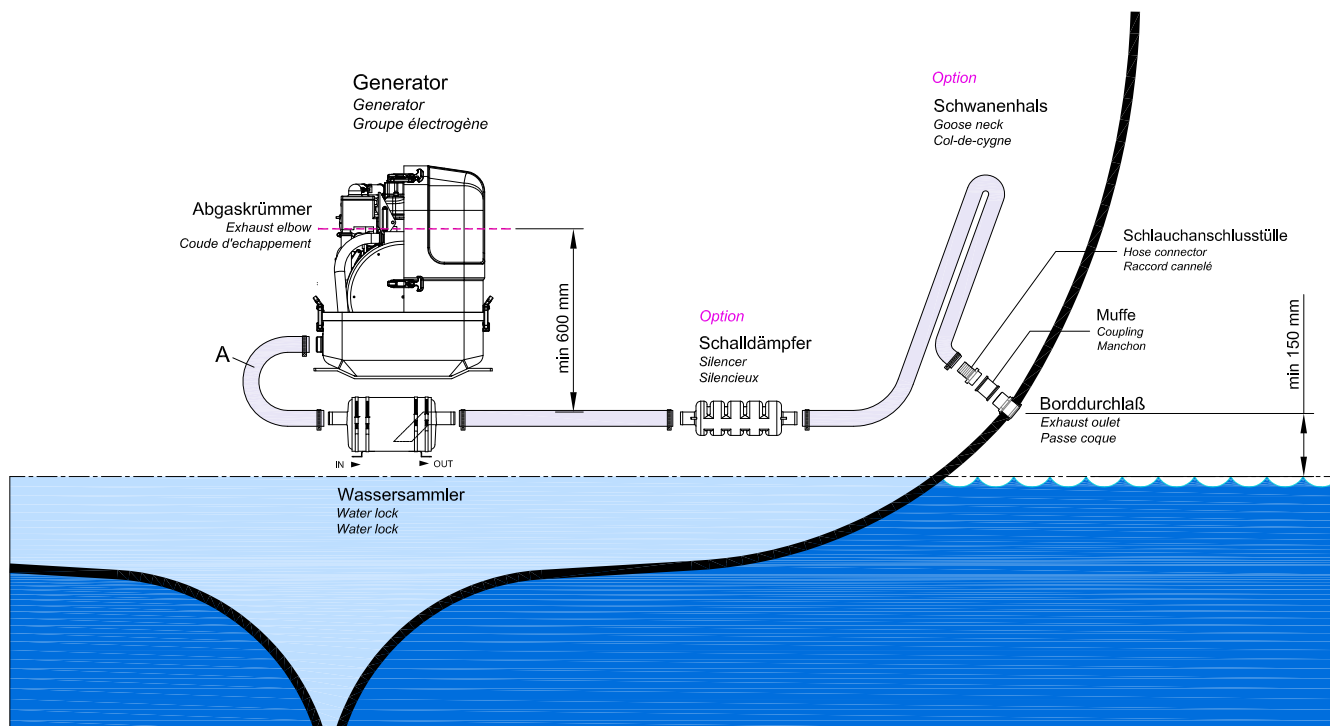 Generator
Generator
Groupe électrogène
Option
Schwanenhals
Goose neck
Col-de-cygne
Abgaskrümmer
Exhaust elbow
Coude d'echappement
Schlauchanschlusstülle
Hose connector
Raccord cannelé
min 600 mm
Option
Schalldämpfer
Silencer
Silencieux
Muffe
Coupling
Manchon
min 150 mm
A
Borddurchlaß
Exhaust oulet
Passe coque
IN
OUT
Wassersammler
Water lock
Water lock